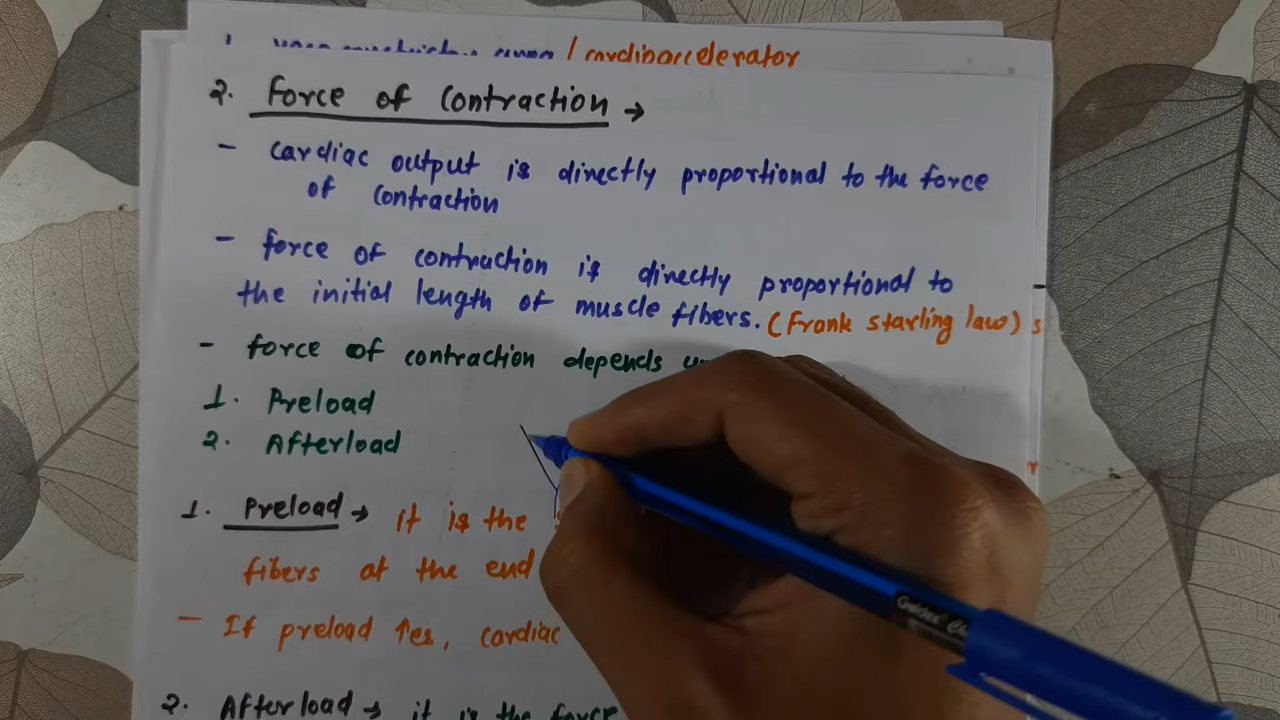 / cardioaccelerator
2. Force of Contraction →
- cardiac output is directly proportional to the force
of contraction
- force of contraction is directly proportional to
the initial length of muscle fibers. (Frank starling law) s
- force of contraction depends
1. Preload
2. Afterload
1. Preload → it is the
fibers at the end
- If preload ↑es, cardiac
2. Afterload → it is the force